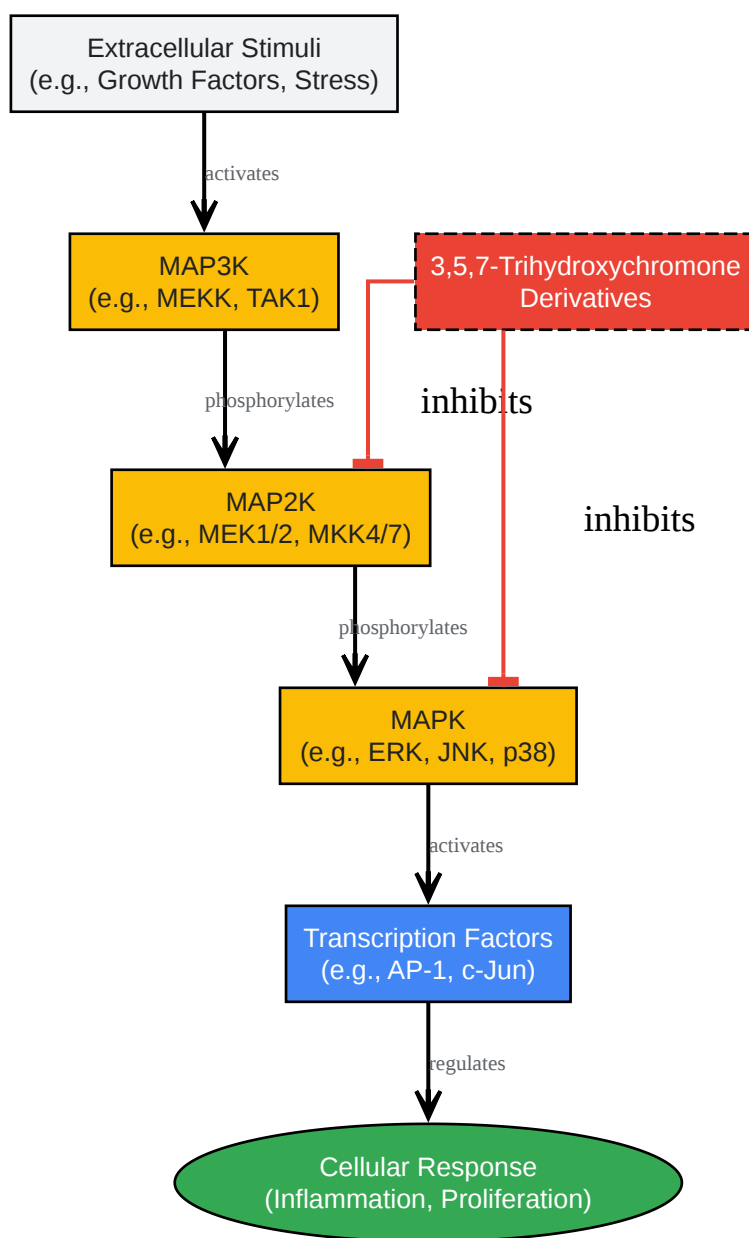 Extracellular Stimuli
(e.g., Growth Factors, Stress)
activates
MAP3K
(e.g., MEKK, TAK1)
3,5,7-Trihydroxychromone
Derivatives
phosphorylates
inhibits
MAP2K
(e.g., MEK1/2, MKK4/7)
inhibits
phosphorylates
MAPK
(e.g., ERK, JNK, p38)
activates
Transcription Factors
(e.g., AP-1, c-Jun)
regulates
Cellular Response
(Inflammation, Proliferation)